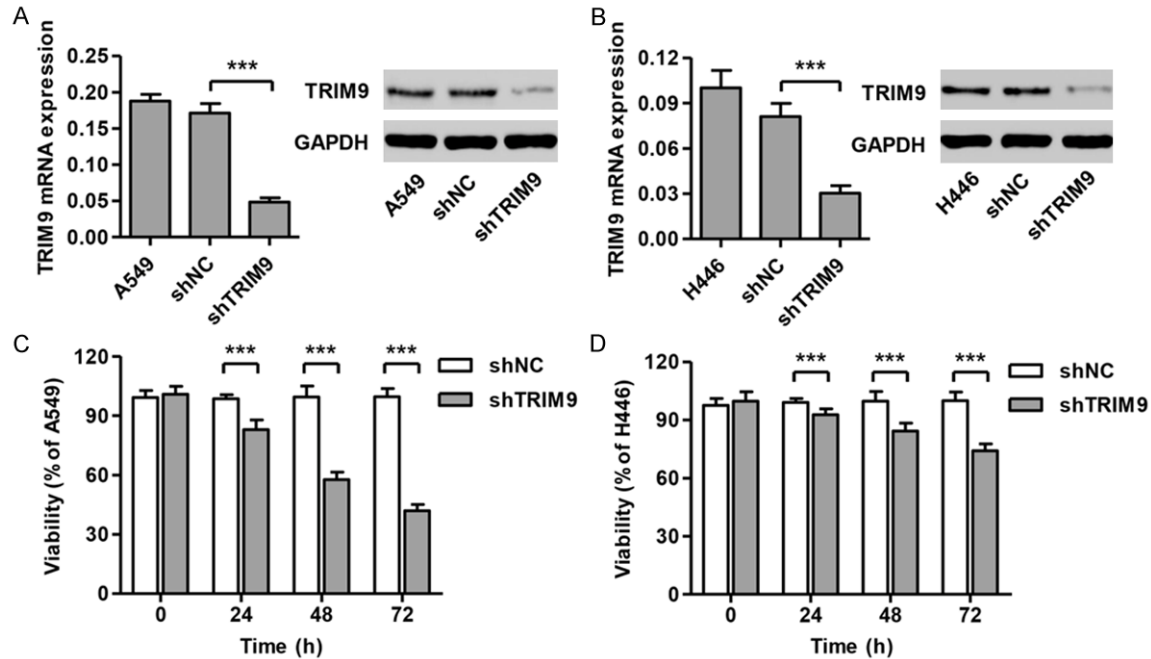 A
TRIM9 mRNA expression
0.25
0.20
0.15
0.10
0.05
0.00
***
A549
shNC
shTRIM9
TRIM9
GAPDH
A549
shNC
shTRIM9
B
TRIM9 mRNA expression
0.12
0.09
0.06
0.03
0.00
***
H446
shNC
shTRIM9
TRIM9
GAPDH
H446
shNC
shTRIM9
C
Viability (% of A549)
120
90
60
30
0
*** *** ***
shNC
shTRIM9
0 24 48 72
Time (h)
D
Viability (% of H446)
120
90
60
30
0
*** *** ***
shNC
shTRIM9
0 24 48 72
Time (h)